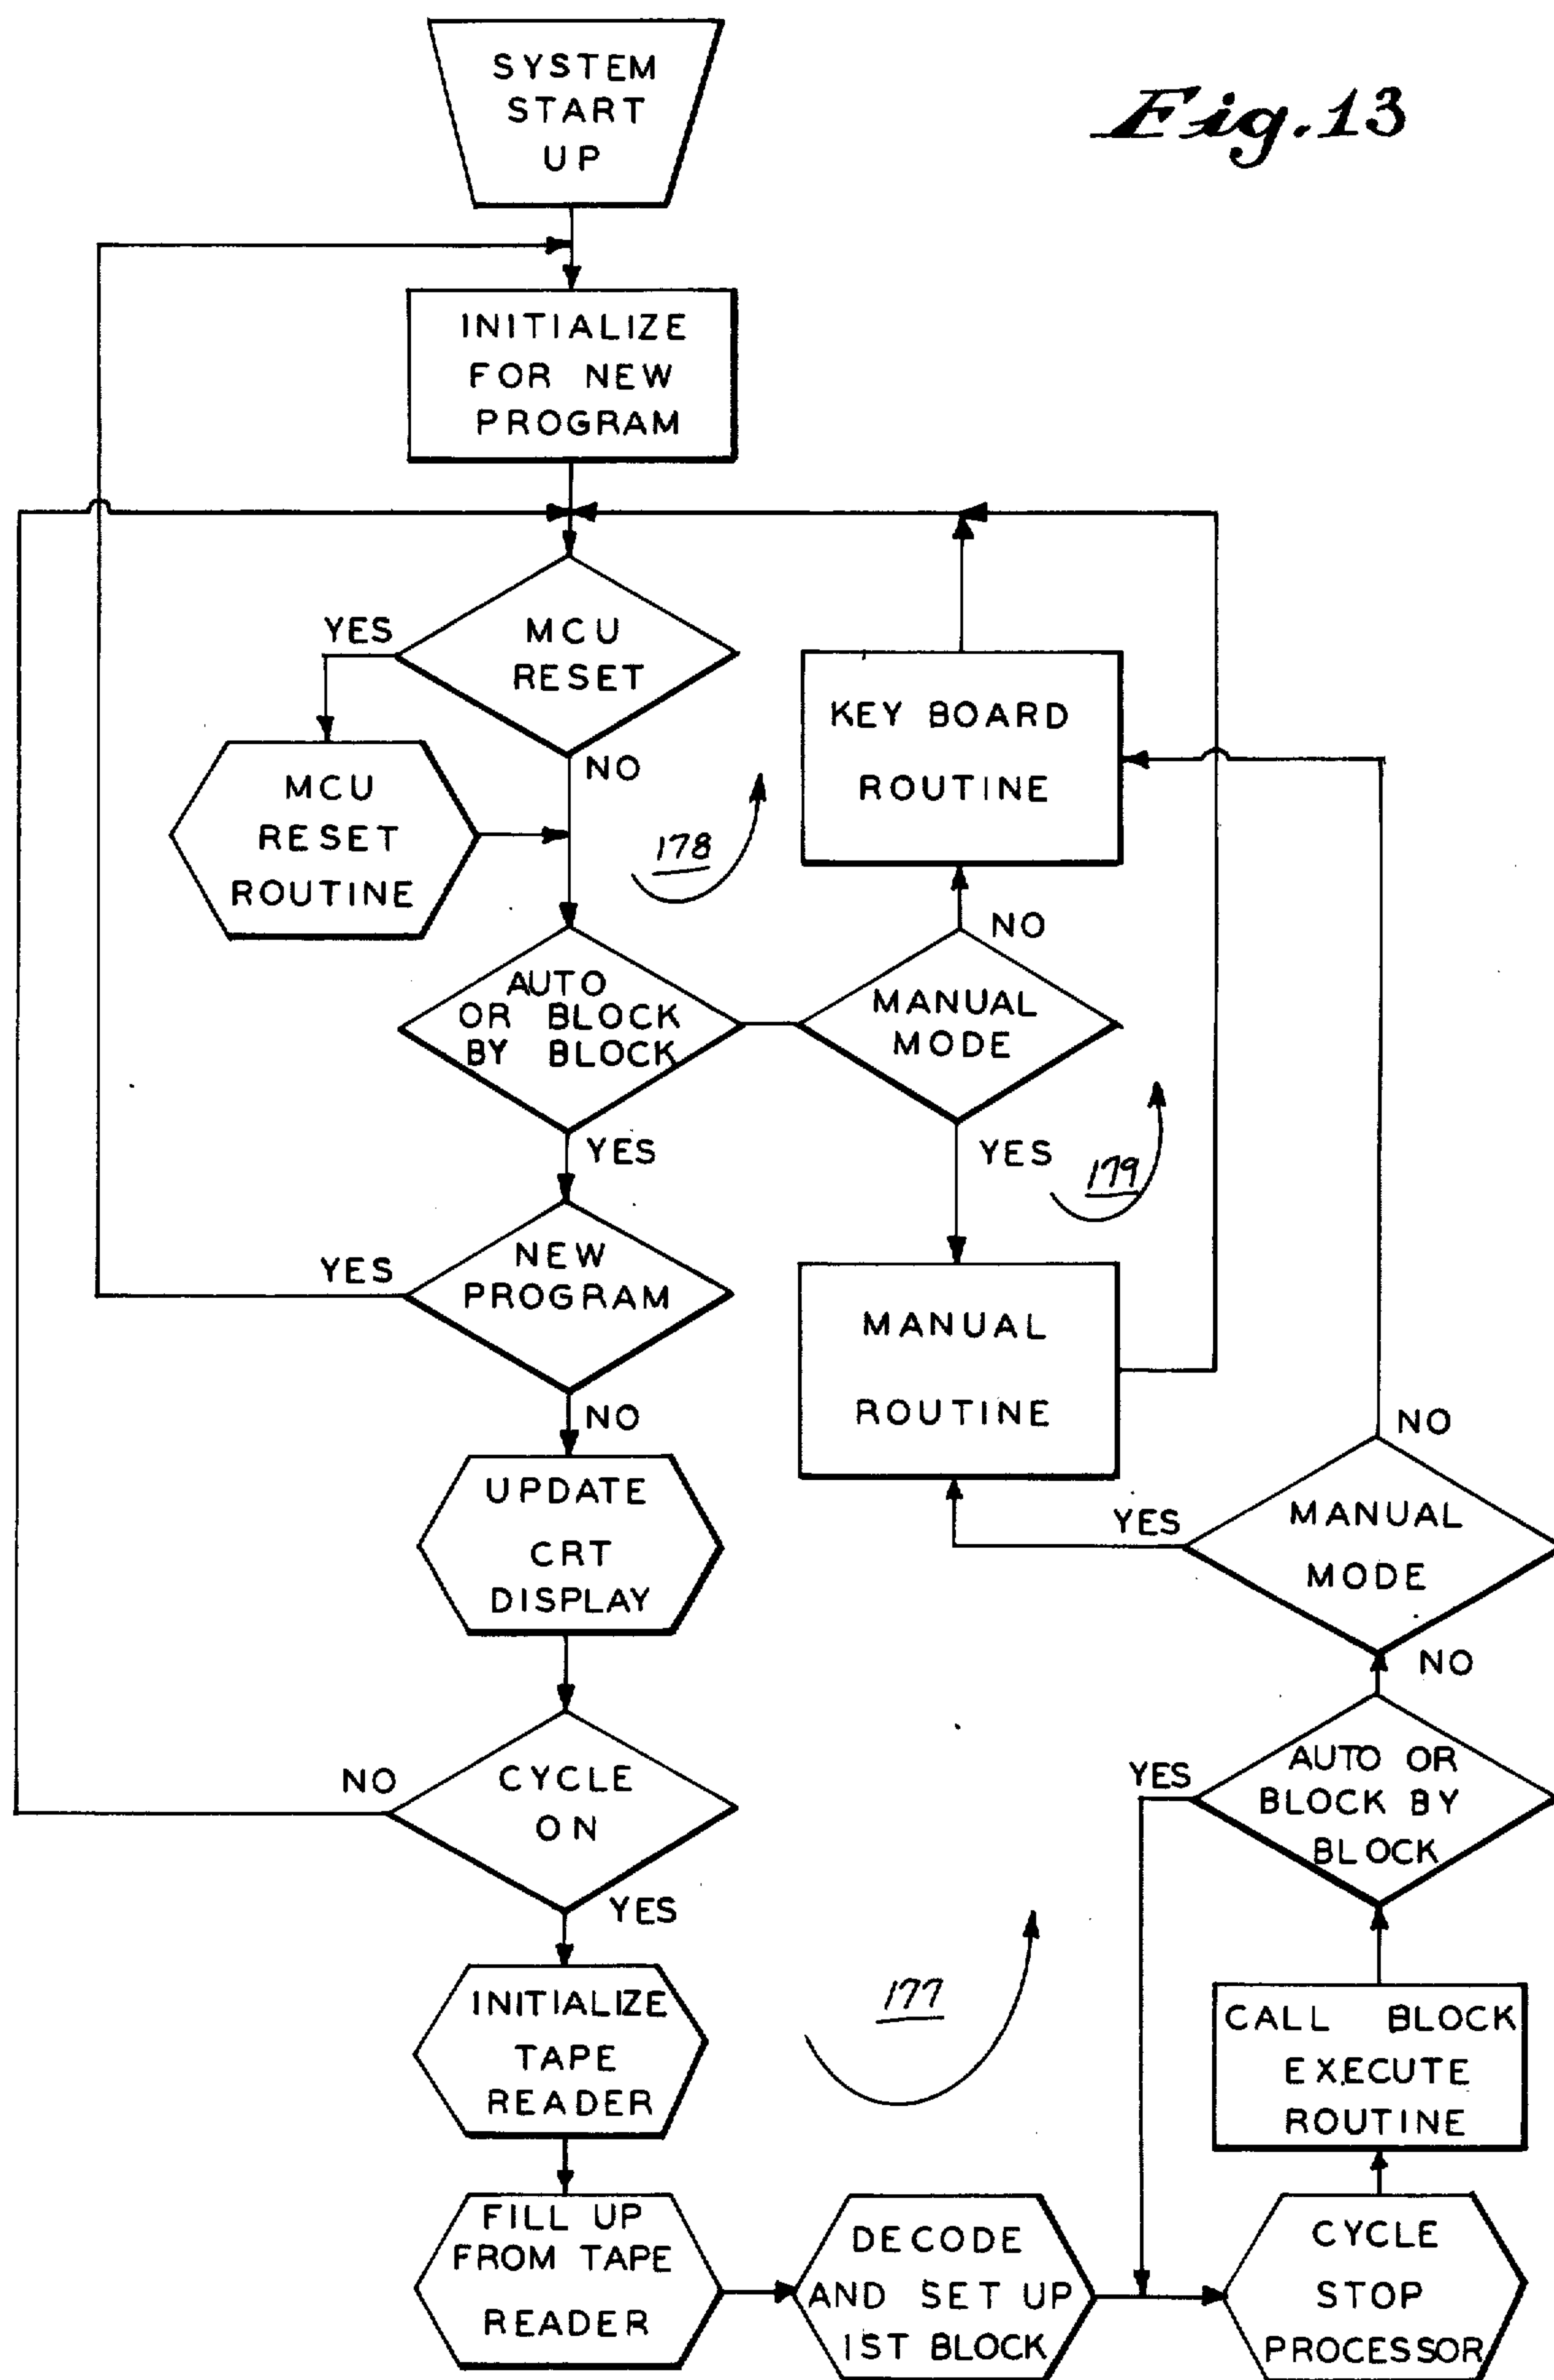 Fig. 13
SYSTEM
START
UP
INITIALIZE
FOR NEW
PROGRAM
YES
MCU
RESET
NO
MCU
RESET
ROUTINE
178
KEY BOARD
ROUTINE
NO
AUTO
OR BLOCK
BY BLOCK
MANUAL
MODE
YES
YES
179
YES
NEW
PROGRAM
NO
MANUAL
ROUTINE
NO
YES
MANUAL
MODE
NO
UPDATE
CRT
DISPLAY
NO
CYCLE
ON
YES
YES
AUTO OR
BLOCK BY
BLOCK
177
INITIALIZE
TAPE
READER
CALL BLOCK
EXECUTE
ROUTINE
FILL UP
FROM TAPE
READER
DECODE
AND SET UP
1ST BLOCK
CYCLE
STOP
PROCESSOR